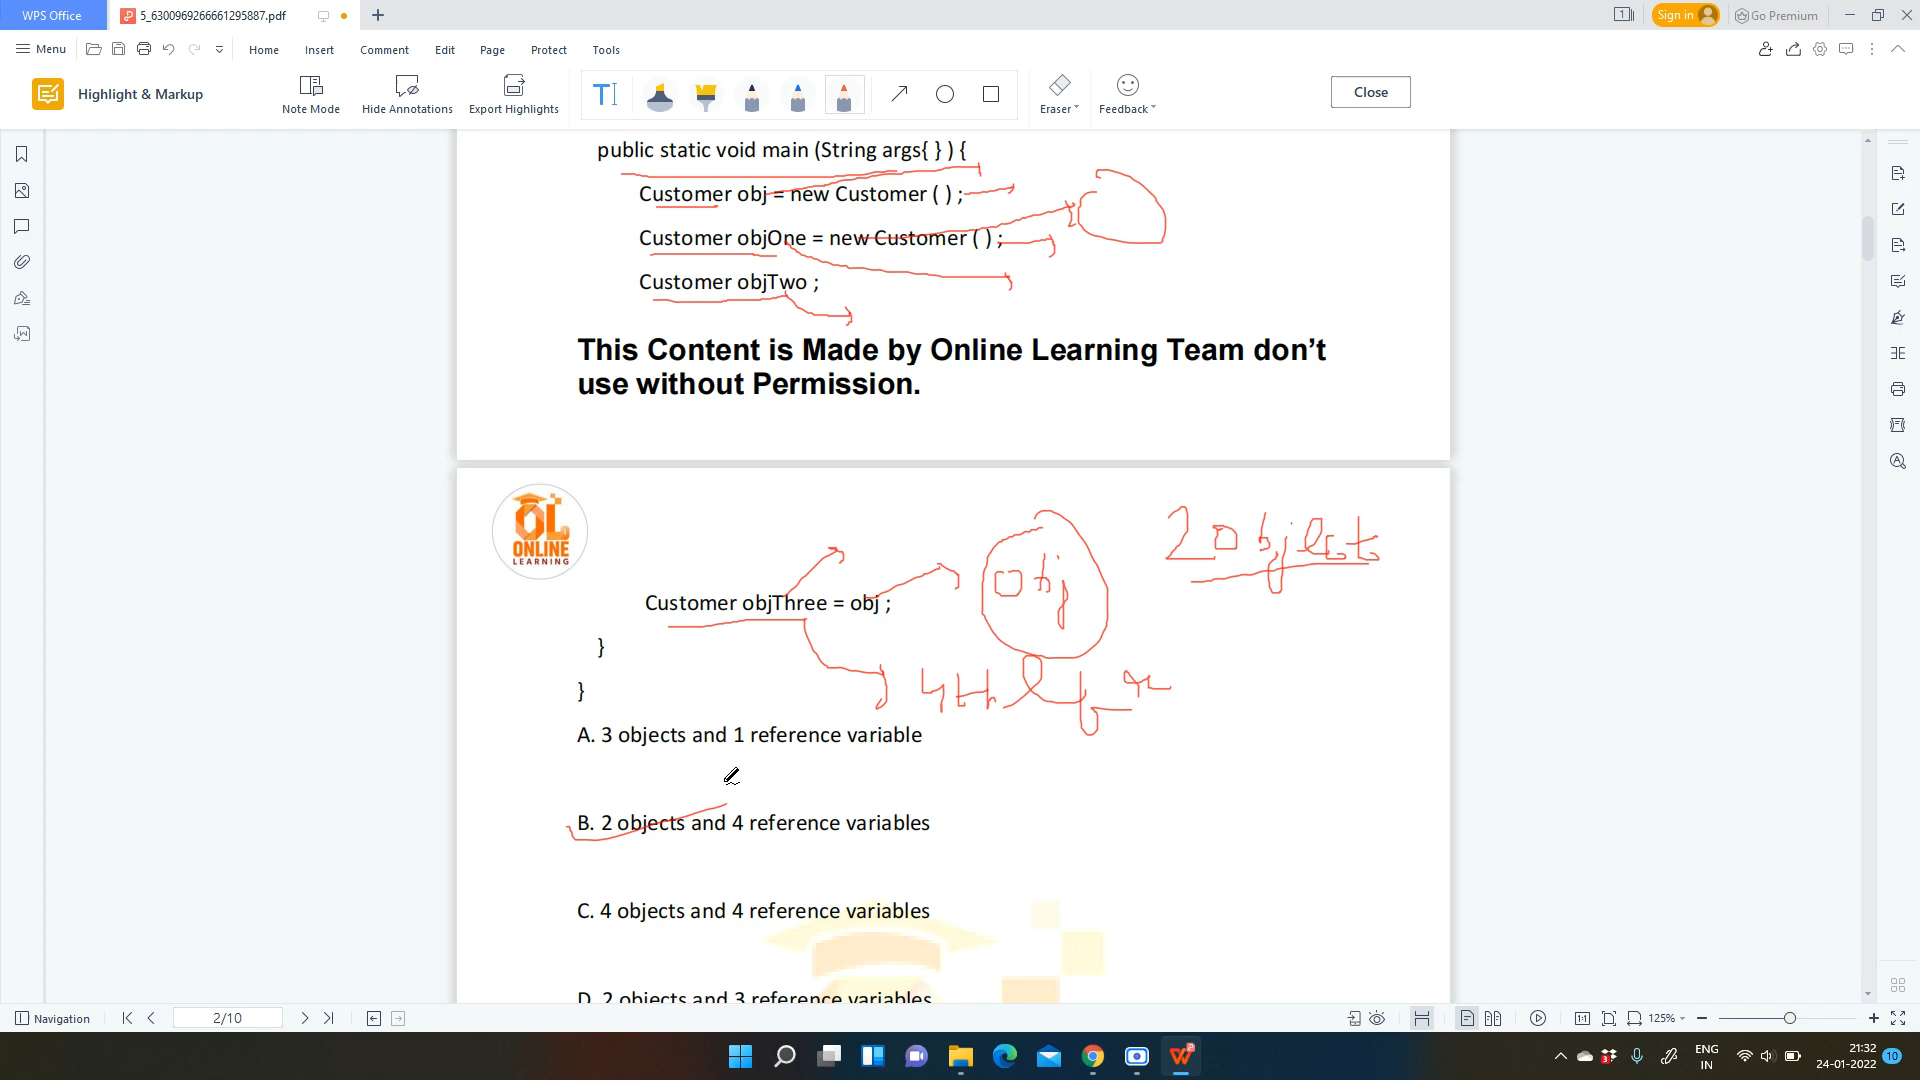 WPS Office
5_6300969266661295887.pdf
Sign in
Go Premium
Menu
Home
Insert
Comment
Edit
Page
Protect
Tools
Highlight & Markup
Note Mode
Hide Annotations
Export Highlights
Eraser
Feedback
Close
public static void main (String args{ } ) {
Customer obj = new Customer ( ) ;
Customer objOne = new Customer ( ) ;
Customer objTwo ;
This Content is Made by Online Learning Team don't
use without Permission.
OL
ONLINE
LEARNING
obj
2 objects
Customer objThree = obj ;
}
4th
}
A. 3 objects and 1 reference variable
B. 2 objects and 4 reference variables
C. 4 objects and 4 reference variables
D. 2 objects and 3 reference variables
Navigation
2/10
125%
ENG
IN
21:32
24-01-2022
10